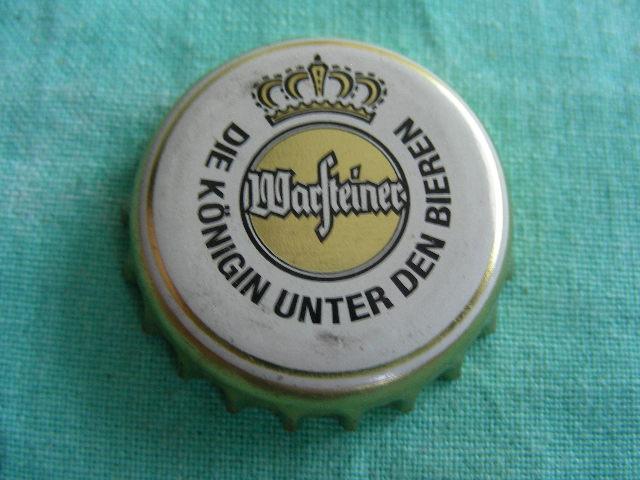 Warsteiner
DIE KÖNIGIN UNTER DEN BIEREN